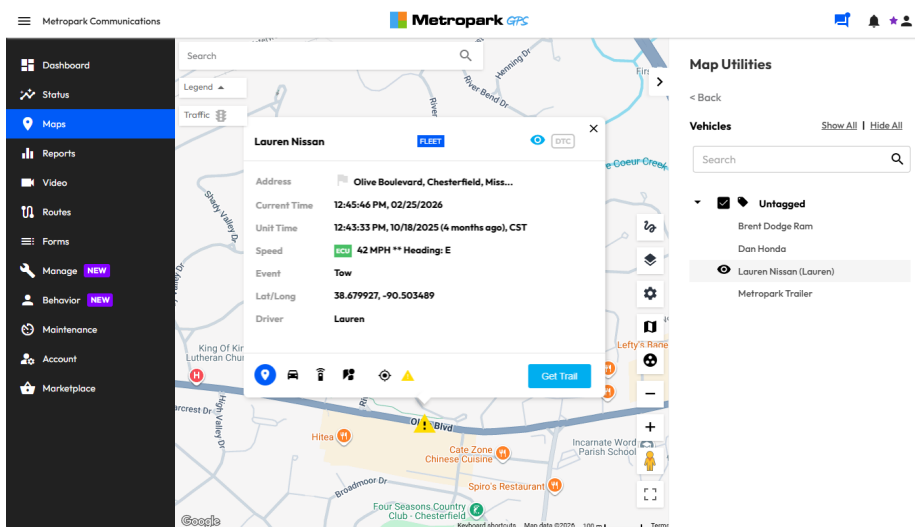 Metropark Communications
Metropark GPS
Dashboard
Status
Maps
Reports
Video
Routes
Forms
Manage NEW
Behavior NEW
Maintenance
Account
Marketplace
Search
Legend
Traffic
Henning Dr
River Bend Dr
River
Shady Valley Dr
Coeur Creek
King Of
Lutheran
High Valley Dr
arcrest Dr
Lauren Nissan FLEET DTC
Address Olive Boulevard, Chesterfield, Miss...
Current Time 12:45:46 PM, 02/25/2026
Unit Time 12:43:33 PM, 10/18/2025 (4 months ago), CST
Speed ECU 42 MPH ** Heading: E
Event Tow
Lat/Long 38.679927, -90.503489
Driver Lauren
Get Trail
Lefty's
Blvd
Hitea
Cate Zone
Chinese Cuisine
Incarnate Word
Parish School
Broadmoor Dr
Spiro's Restaurant
Four Seasons Country
Club - Chesterfield
Google
Keyboard shortcuts Map data ©2026 100 m Terms
Map Utilities
< Back
Vehicles Show All | Hide All
Search
Untagged
Brent Dodge Ram
Dan Honda
Lauren Nissan (Lauren)
Metropark Trailer